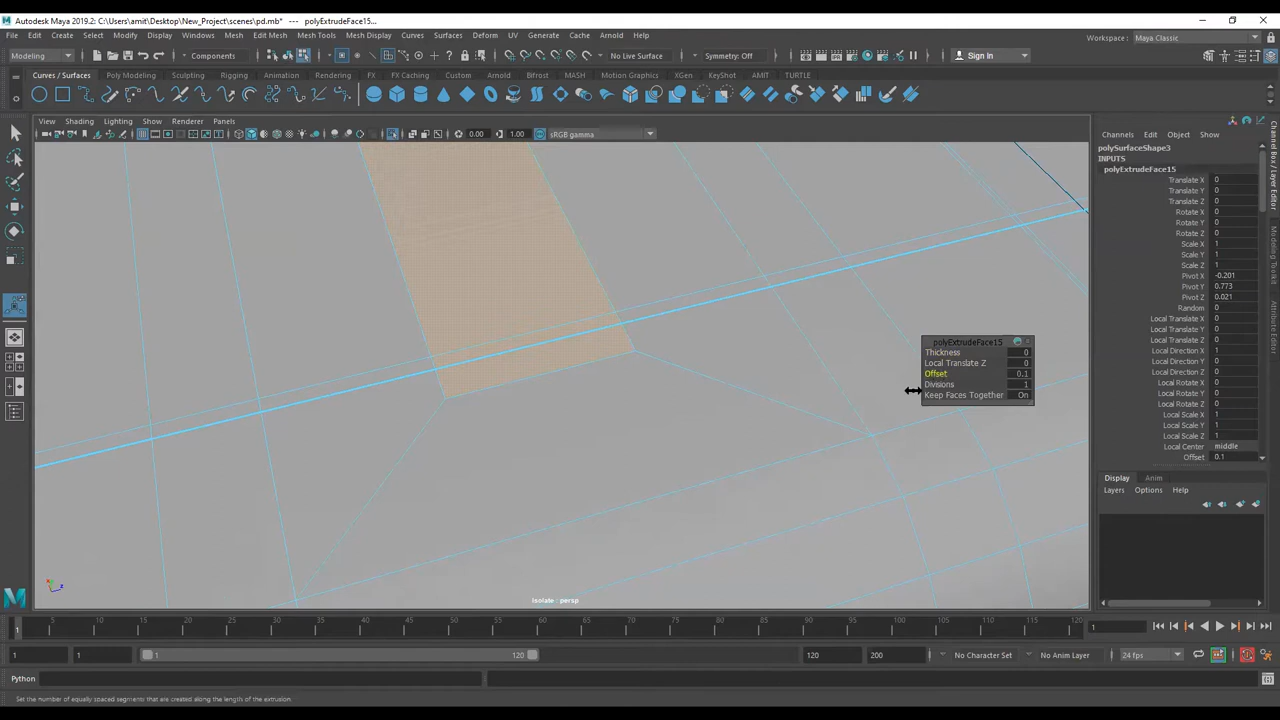 Autodesk Maya 2019.2: C:\Users\amit\Desktop\New_Project\scenes\pd.mb* --- polyExtrudeFace15...
File Edit Create Select Modify Display Windows Mesh Edit Mesh Mesh Tools Mesh Display Curves Surfaces Deform UV Generate Cache Arnold Help
Workspace: Maya Classic
Modeling Components No Live Surface Symmetry: Off Sign In
Curves / Surfaces Poly Modeling Sculpting Rigging Animation Rendering FX FX Caching Custom Arnold Bifrost MASH Motion Graphics XGen KeyShot AMIT TURTLE
View Shading Lighting Show Renderer Panels
0.00 1.00 sRGB gamma
Channels Edit Object Show
polySurfaceShape3
INPUTS
polyExtrudeFace15
Translate X 0
Translate Y 0
Translate Z 0
Rotate X 0
Rotate Y 0
Rotate Z 0
Scale X 1
Scale Y 1
Scale Z 1
Pivot X -0.201
Pivot Y 0.773
Pivot Z 0.021
Random 0
Local Translate X 0
Local Translate Y 0
Local Translate Z 0
Local Direction X 1
Local Direction Y 0
Local Direction Z 0
Local Rotate X 0
Local Rotate Y 0
Local Rotate Z 0
Local Scale X 1
Local Scale Y 1
Local Scale Z 1
Local Center middle
Offset 0.1
Channel Box / Layer Editor
Modeling Toolkit
Attribute Editor
polyExtrudeFace15
Thickness 0
Local Translate Z 0
Offset 0.1
Divisions 1
Keep Faces Together On
Display Anim
Layers Options Help
Isolate : persp
1 5 10 15 20 25 30 35 40 45 50 55 60 65 70 75 80 85 90 95 100 105 110 115 120 1
1 1 1 120 120 200 No Character Set No Anim Layer 24 fps
Python
Set the number of equally spaced segments that are created along the length of the extrusion.